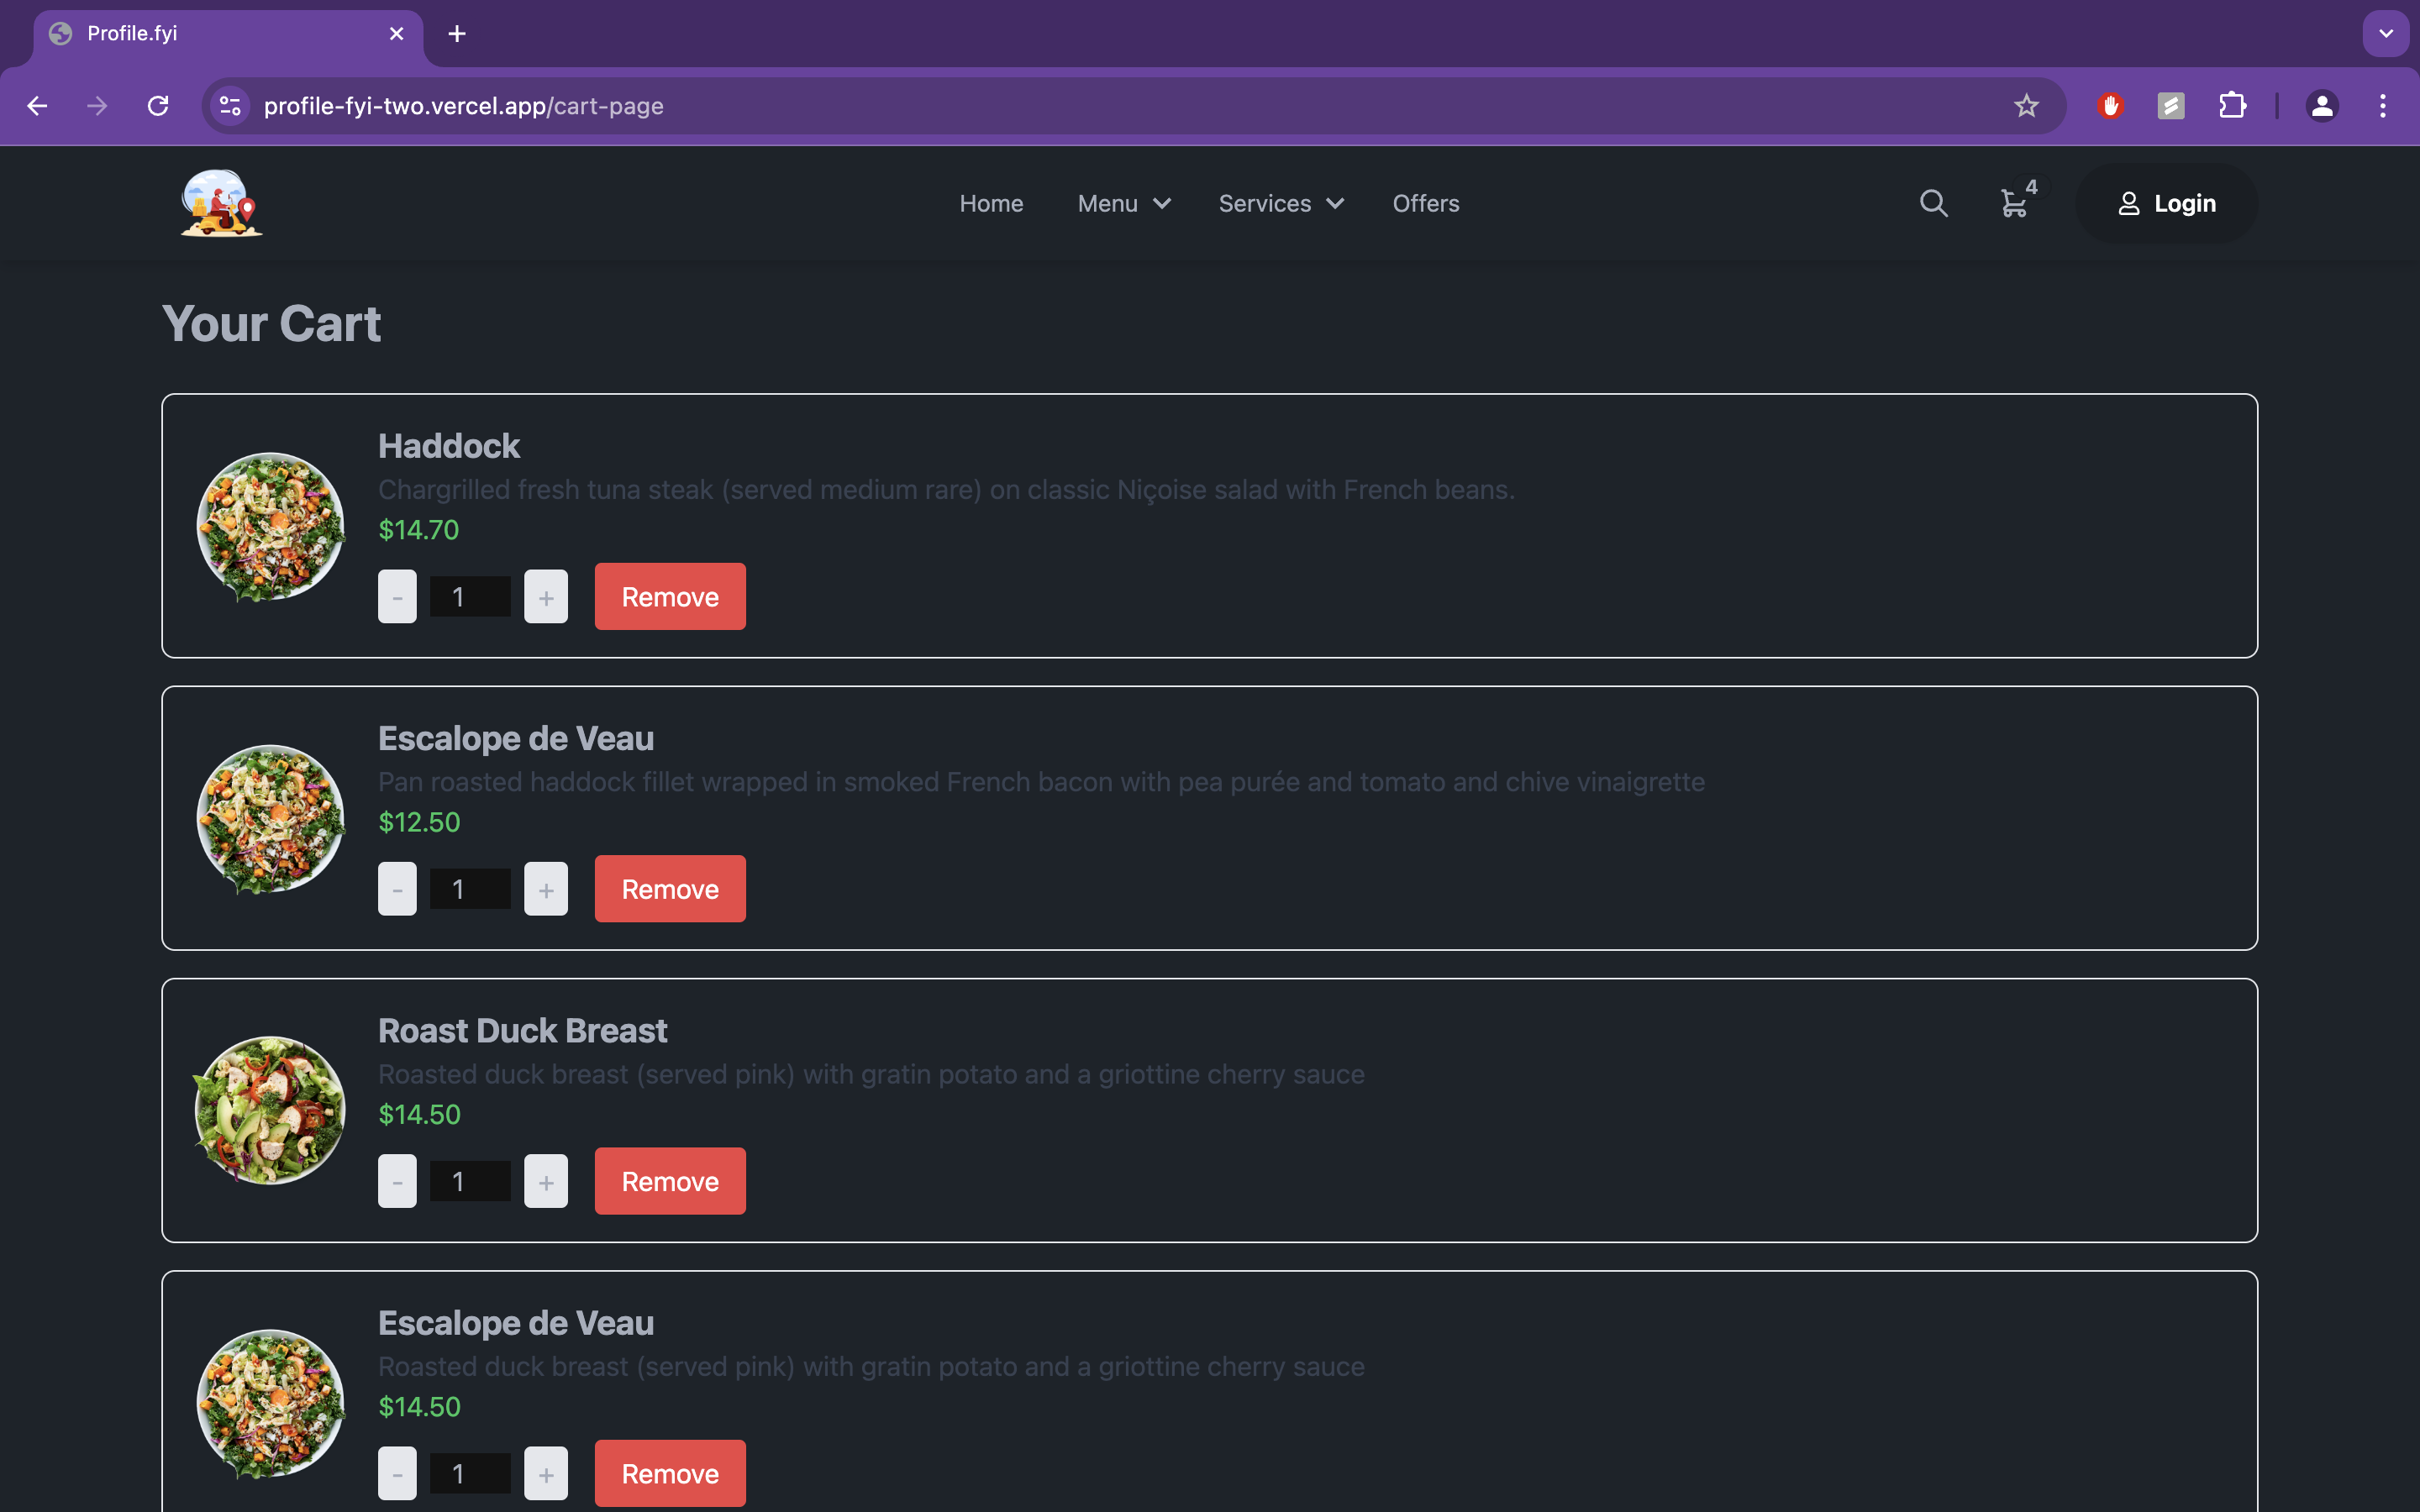 Profile.fyi
profile-fyi-two.vercel.app/cart-page
Home Menu Services Offers 4 Login
Your Cart
Haddock
Chargrilled fresh tuna steak (served medium rare) on classic Niçoise salad with French beans.
$14.70
- 1 + Remove
Escalope de Veau
Pan roasted haddock fillet wrapped in smoked French bacon with pea purée and tomato and chive vinaigrette
$12.50
- 1 + Remove
Roast Duck Breast
Roasted duck breast (served pink) with gratin potato and a griottine cherry sauce
$14.50
- 1 + Remove
Escalope de Veau
Roasted duck breast (served pink) with gratin potato and a griottine cherry sauce
$14.50
- 1 + Remove